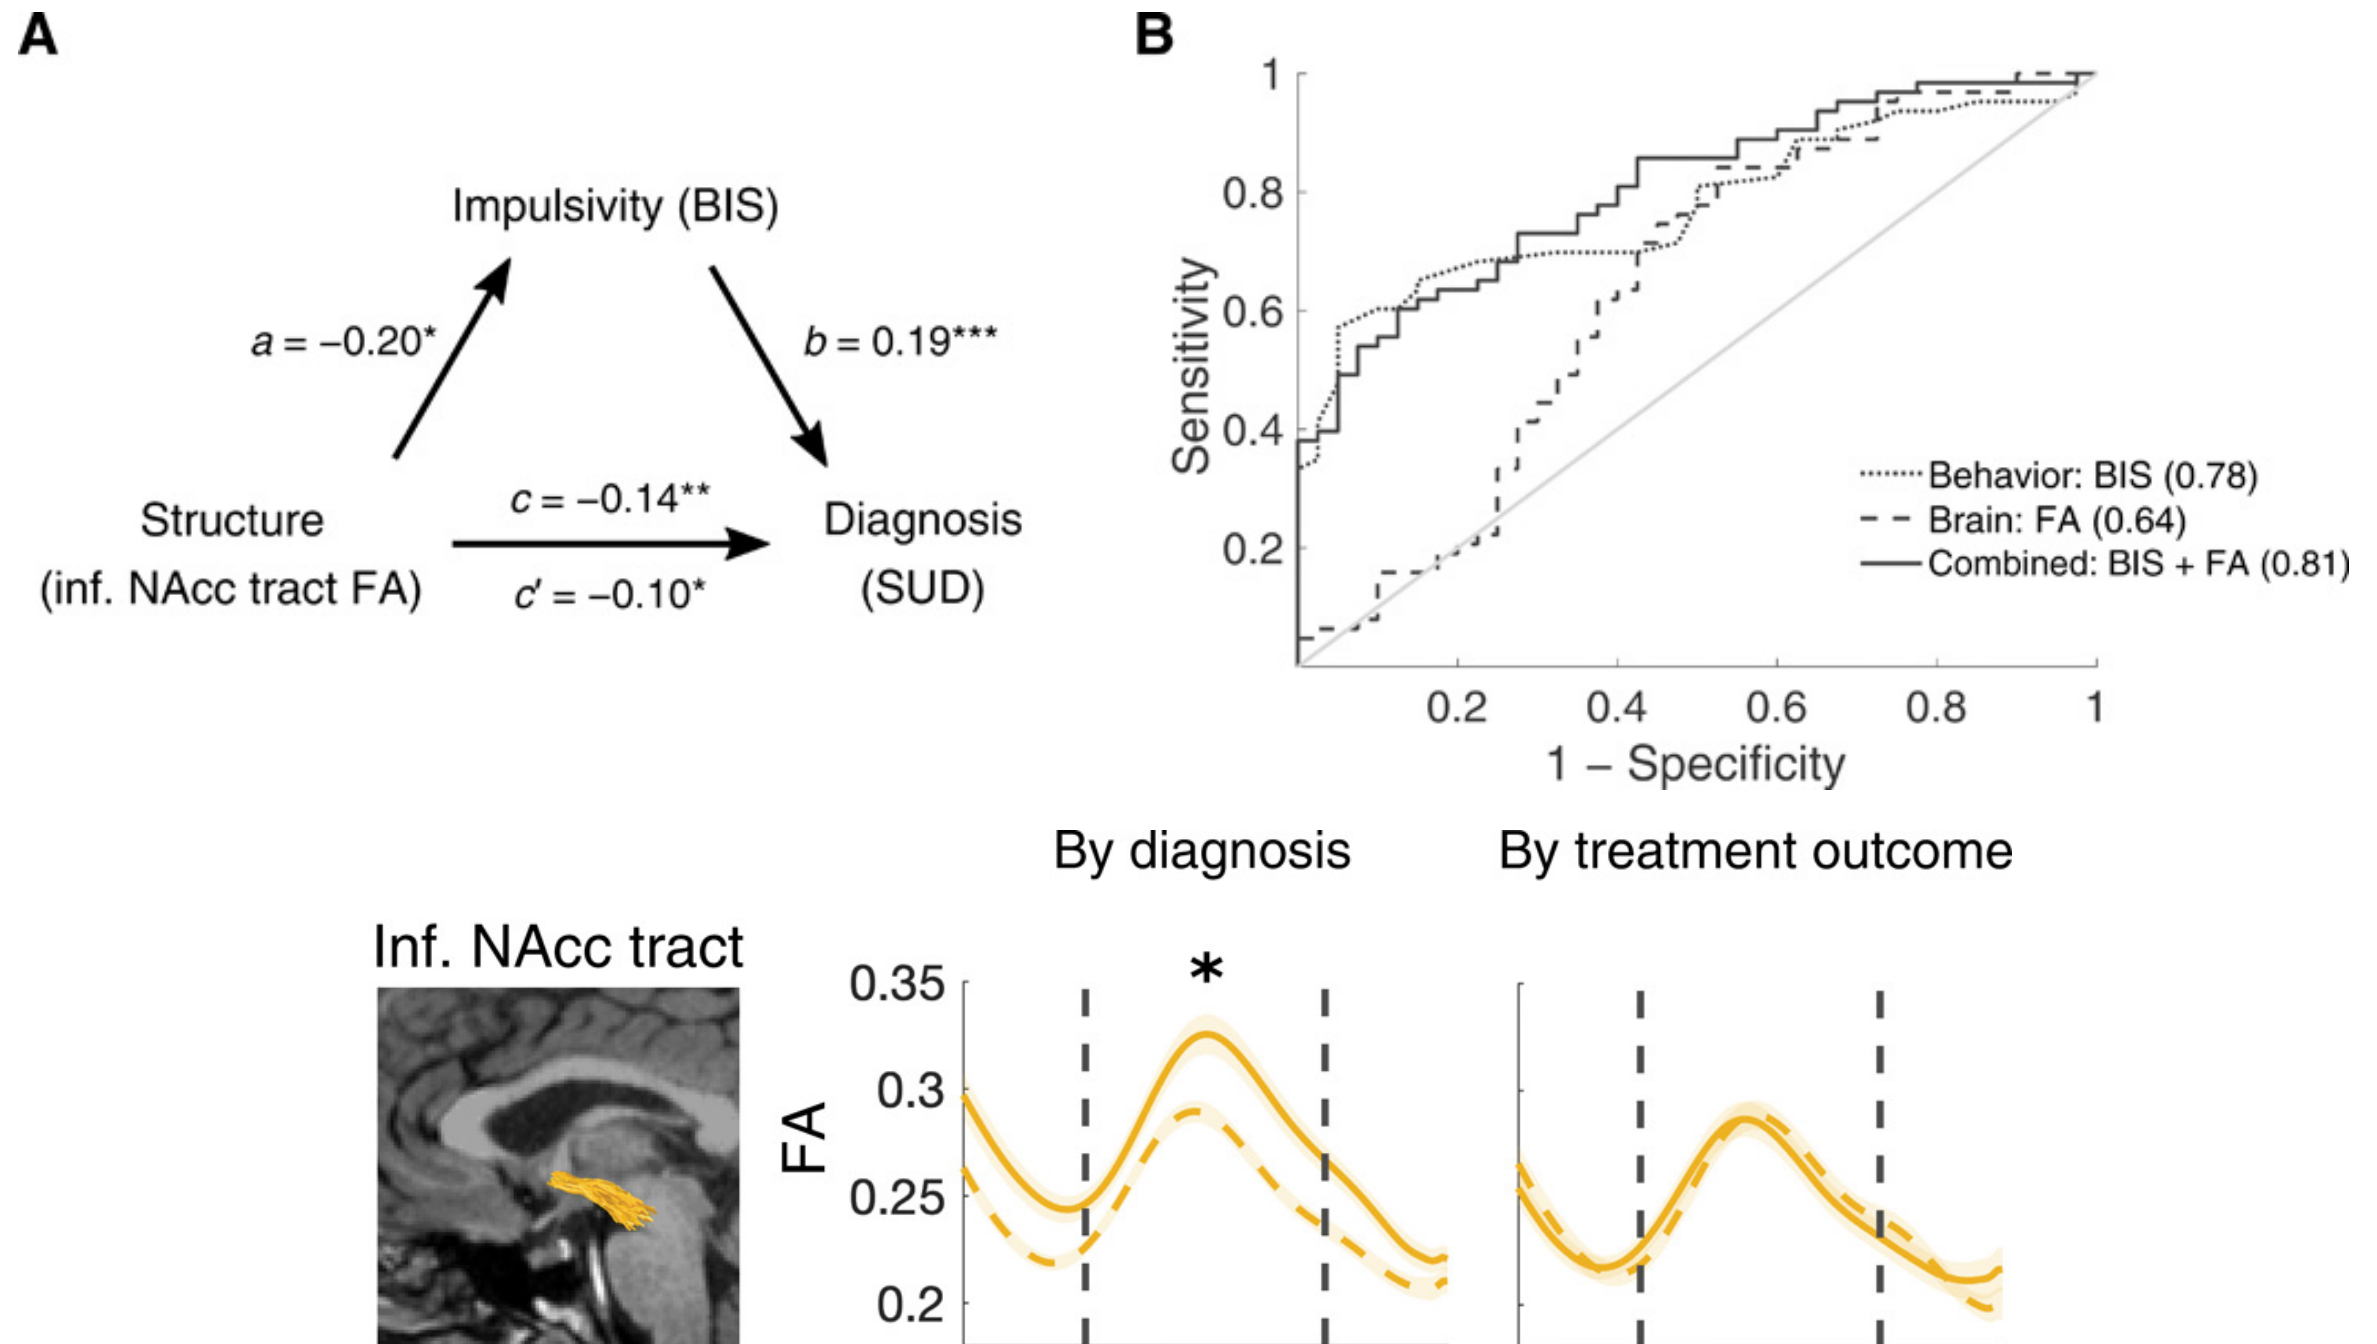 A
Impulsivity (BIS)
a = −0.20*
b = 0.19***
c = −0.14**
Structure
(inf. NAcc tract FA)
c′ = −0.10*
Diagnosis
(SUD)
B
Sensitivity
1
0.8
0.6
0.4
0.2
Behavior: BIS (0.78)
Brain: FA (0.64)
Combined: BIS + FA (0.81)
0.2 0.4 0.6 0.8 1
1 − Specificity
By diagnosis
By treatment outcome
Inf. NAcc tract
FA
0.35
0.3
0.25
0.2
*